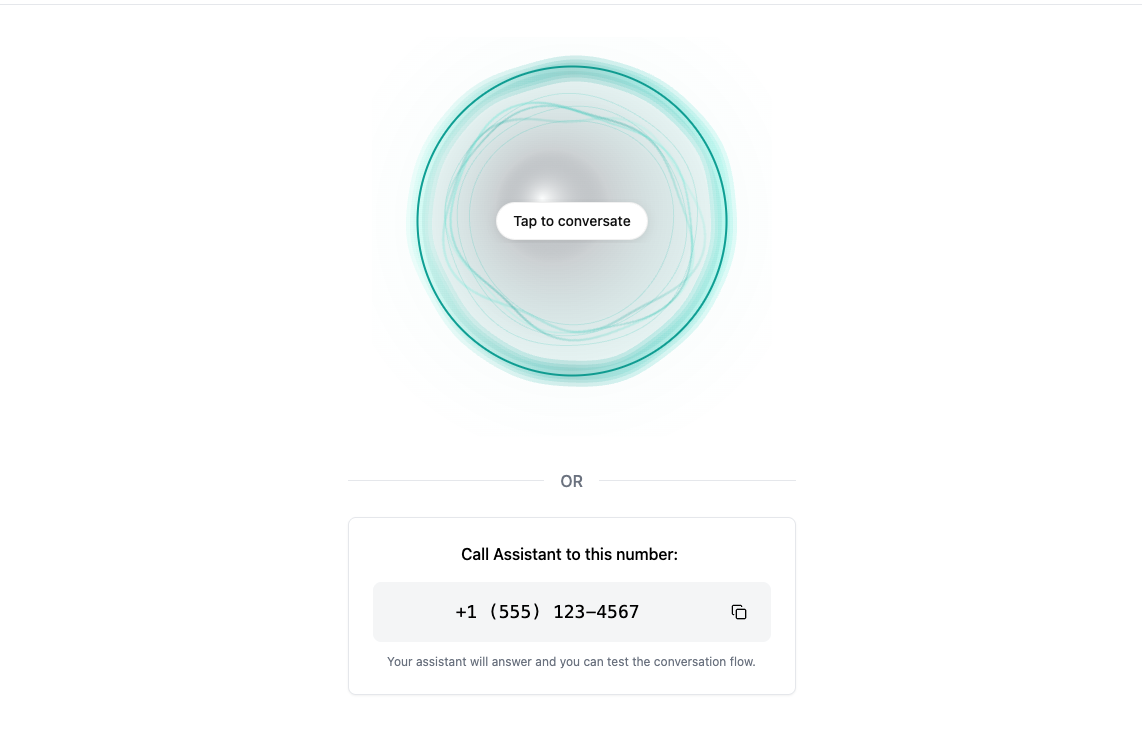 Tap to conversate
OR
Call Assistant to this number:
+1 (555) 123–4567
Your assistant will answer and you can test the conversation flow.